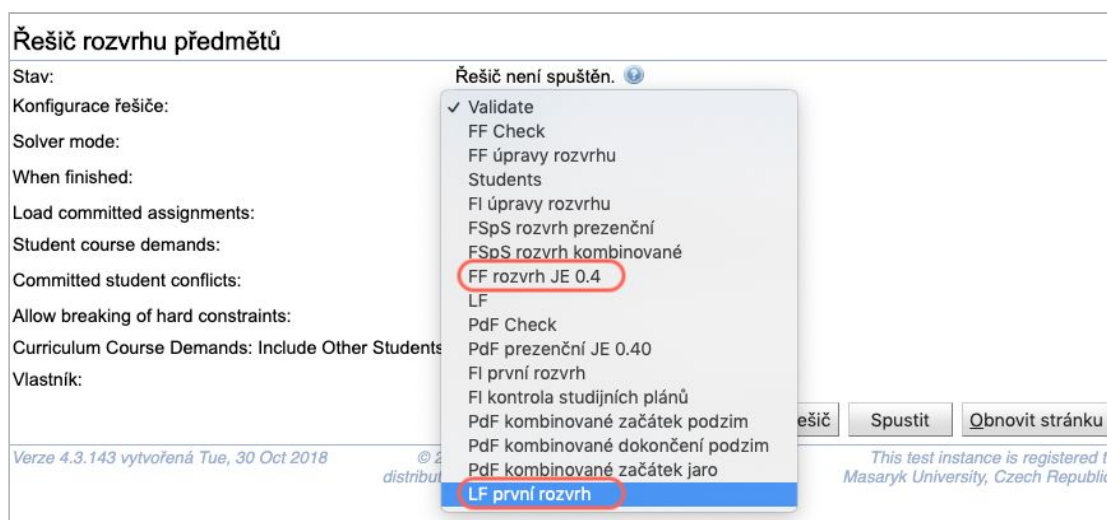 Řešič rozvrhu předmětů
Stav: Řešič není spuštěn.
Konfigurace řešiče:
Solver mode:
When finished:
Load committed assignments:
Student course demands:
Committed student conflicts:
Allow breaking of hard constraints:
Curriculum Course Demands: Include Other Students
Vlastník:
✓ Validate
FF Check
FF úpravy rozvrhu
Students
FI úpravy rozvrhu
FSpS rozvrh prezenční
FSpS rozvrh kombinované
FF rozvrh JE 0.4
LF
PdF Check
PdF prezenční JE 0.40
FI první rozvrh
FI kontrola studijních plánů
PdF kombinované začátek podzim
PdF kombinované dokončení podzim
PdF kombinované začátek jaro
LF první rozvrh
ešič Spustit Obnovit stránku
Verze 4.3.143 vytvořená Tue, 30 Oct 2018 © 2 This test instance is registered t
distribut Masaryk University, Czech Republic